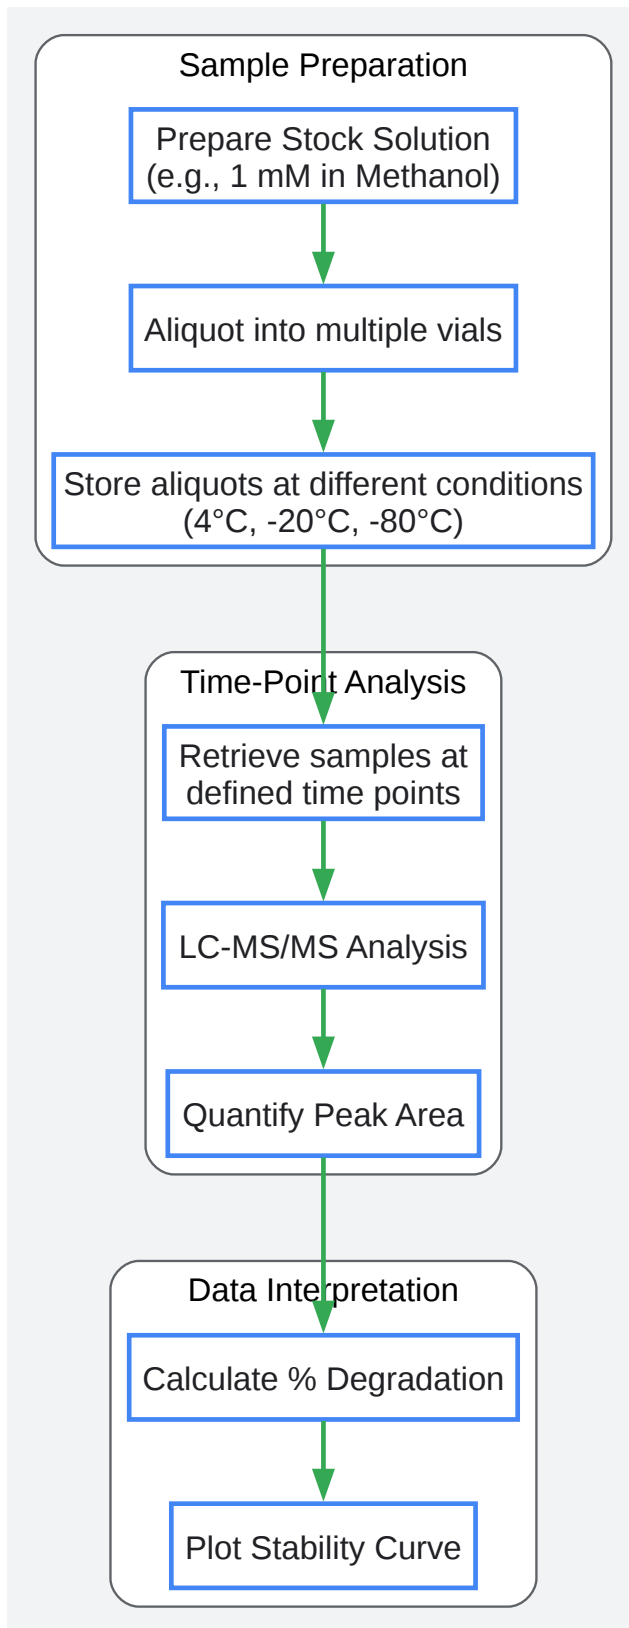 Sample Preparation
Prepare Stock Solution
(e.g., 1 mM in Methanol)
Aliquot into multiple vials
Store aliquots at different conditions
(4°C, -20°C, -80°C)
Time-Point Analysis
Retrieve samples at
defined time points
LC-MS/MS Analysis
Quantify Peak Area
Data Interpretation
Calculate % Degradation
Plot Stability Curve